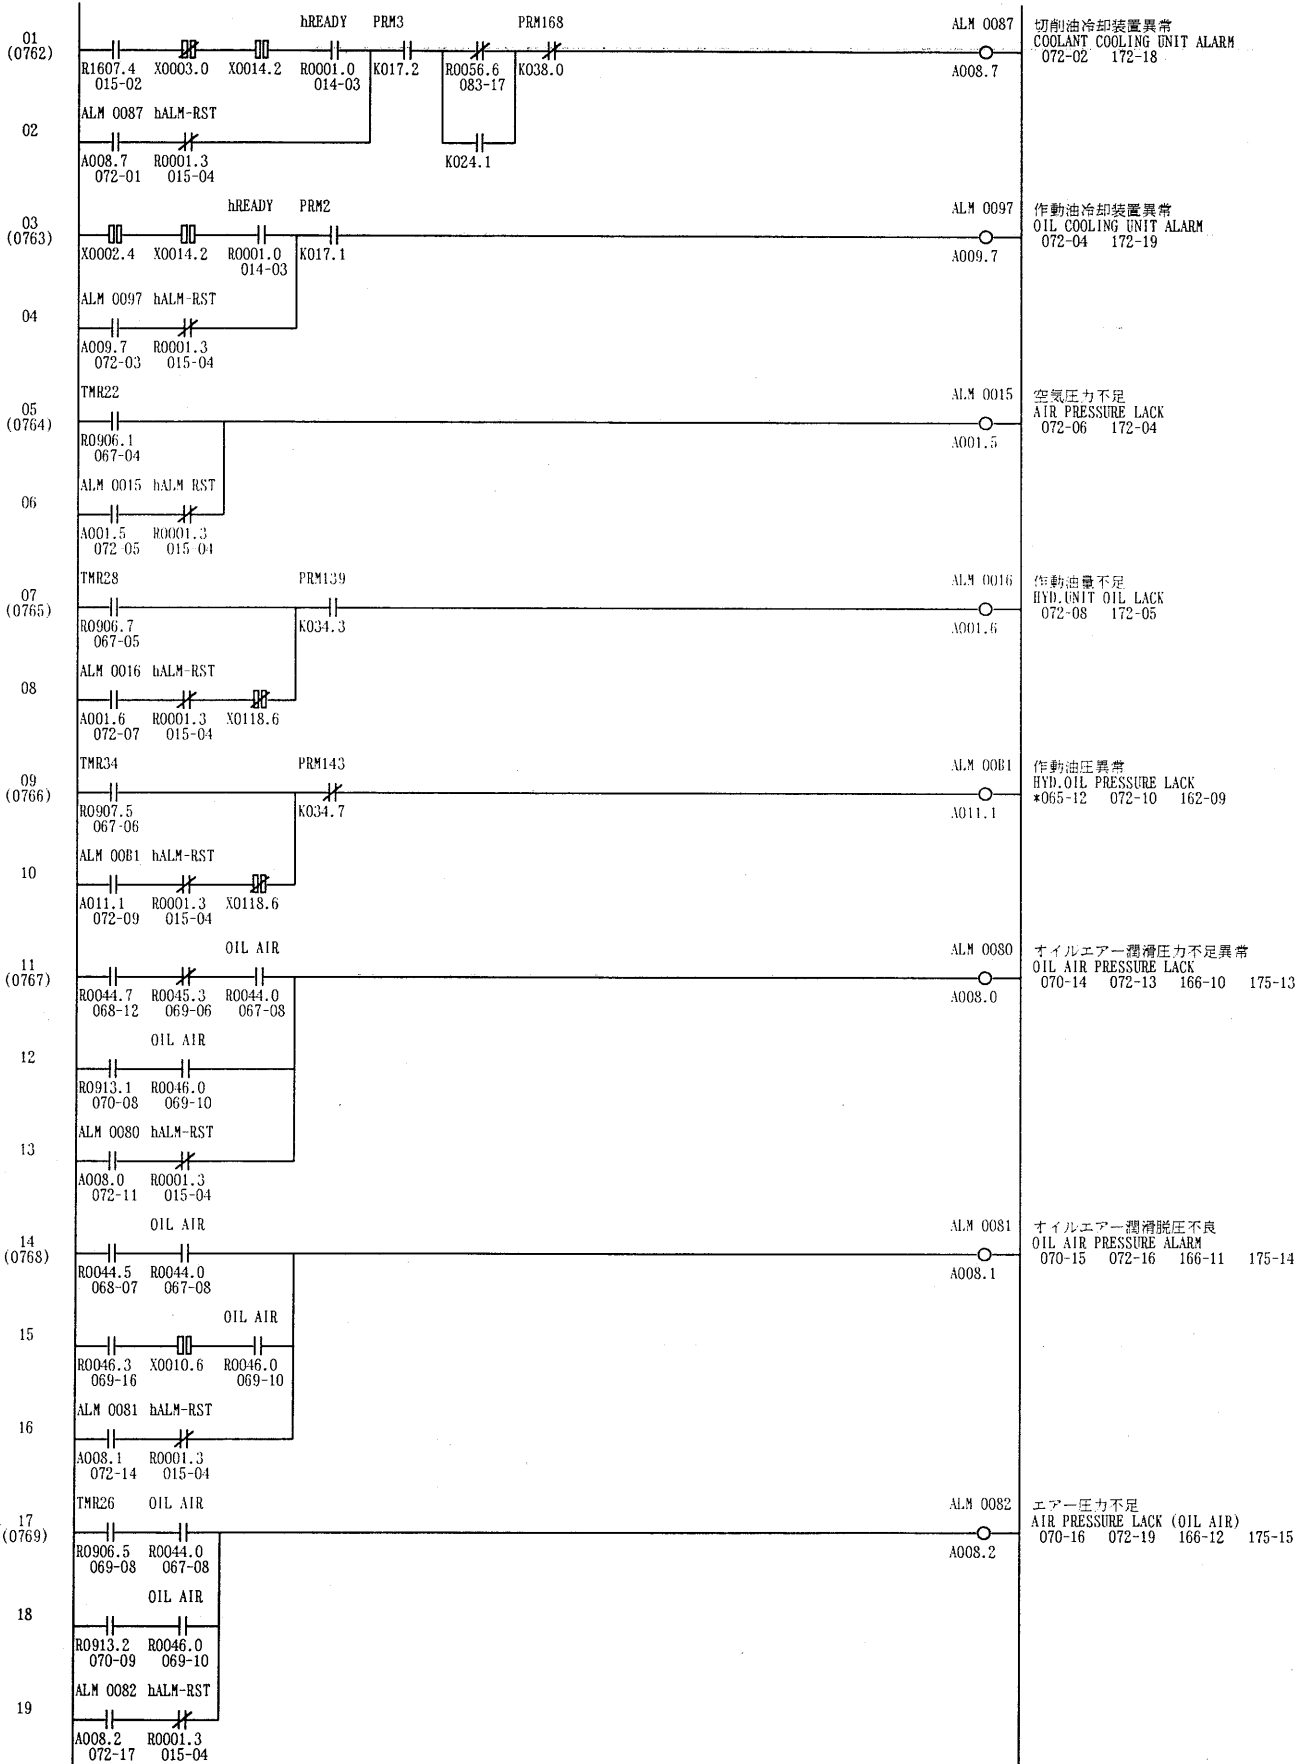 hREADY PRM3 PRM168 ALM 0087 切削油冷却装置異常
01 COOLANT COOLING UNIT ALARM
(0762) 072-02 172-18
R1607.4 X0003.0 X0014.2 R0001.0 K017.2 R0056.6 K038.0 A008.7
015-02 014-03 083-17
ALM 0087 hALM-RST
02
K024.1
A008.7 R0001.3
072-01 015-04
hREADY PRM2 ALM 0097 作動油冷却装置異常
03 OIL COOLING UNIT ALARM
(0763) 072-04 172-19
X0002.4 X0014.2 R0001.0 K017.1 A009.7
014-03
ALM 0097 hALM-RST
04
A009.7 R0001.3
072-03 015-04
TMR22 ALM 0015 空気圧力不足
05 AIR PRESSURE LACK
(0764) 072-06 172-04
R0906.1 A001.5
067-04
ALM 0015 hALM RST
06
A001.5 R0001.3
072-05 015-04
TMR28 PRM139 ALM 0016 作動油量不足
07 HYD.UNIT OIL LACK
(0765) 072-08 172-05
R0906.7 K034.3 A001.6
067-05
ALM 0016 hALM-RST
08
A001.6 R0001.3 X0118.6
072-07 015-04
TMR34 PRM143 ALM 00B1 作動油圧異常
09 HYD.OIL PRESSURE LACK
(0766) *065-12 072-10 162-09
R0907.5 K034.7 A011.1
067-06
ALM 00B1 hALM-RST
10
A011.1 R0001.3 X0118.6
072-09 015-04
OIL AIR ALM 0080 オイルエアー潤滑圧力不足異常
11 OIL AIR PRESSURE LACK
(0767) 070-14 072-13 166-10 175-13
R0044.7 R0045.3 R0044.0 A008.0
068-12 069-06 067-08
OIL AIR
12
R0913.1 R0046.0
070-08 069-10
ALM 0080 hALM-RST
13
A008.0 R0001.3
072-11 015-04
OIL AIR ALM 0081 オイルエアー潤滑脱圧不良
14 OIL AIR PRESSURE ALARM
(0768) 070-15 072-16 166-11 175-14
R0044.5 R0044.0 A008.1
068-07 067-08
OIL AIR
15
R0046.3 X0010.6 R0046.0
069-16 069-10
ALM 0081 hALM-RST
16
A008.1 R0001.3
072-14 015-04
TMR26 OIL AIR ALM 0082 エアー圧力不足
17 AIR PRESSURE LACK (OIL AIR)
(0769) 070-16 072-19 166-12 175-15
R0906.5 R0044.0 A008.2
069-08 067-08
OIL AIR
18
R0913.2 R0046.0
070-09 069-10
ALM 0082 hALM-RST
19
A008.2 R0001.3
072-17 015-04